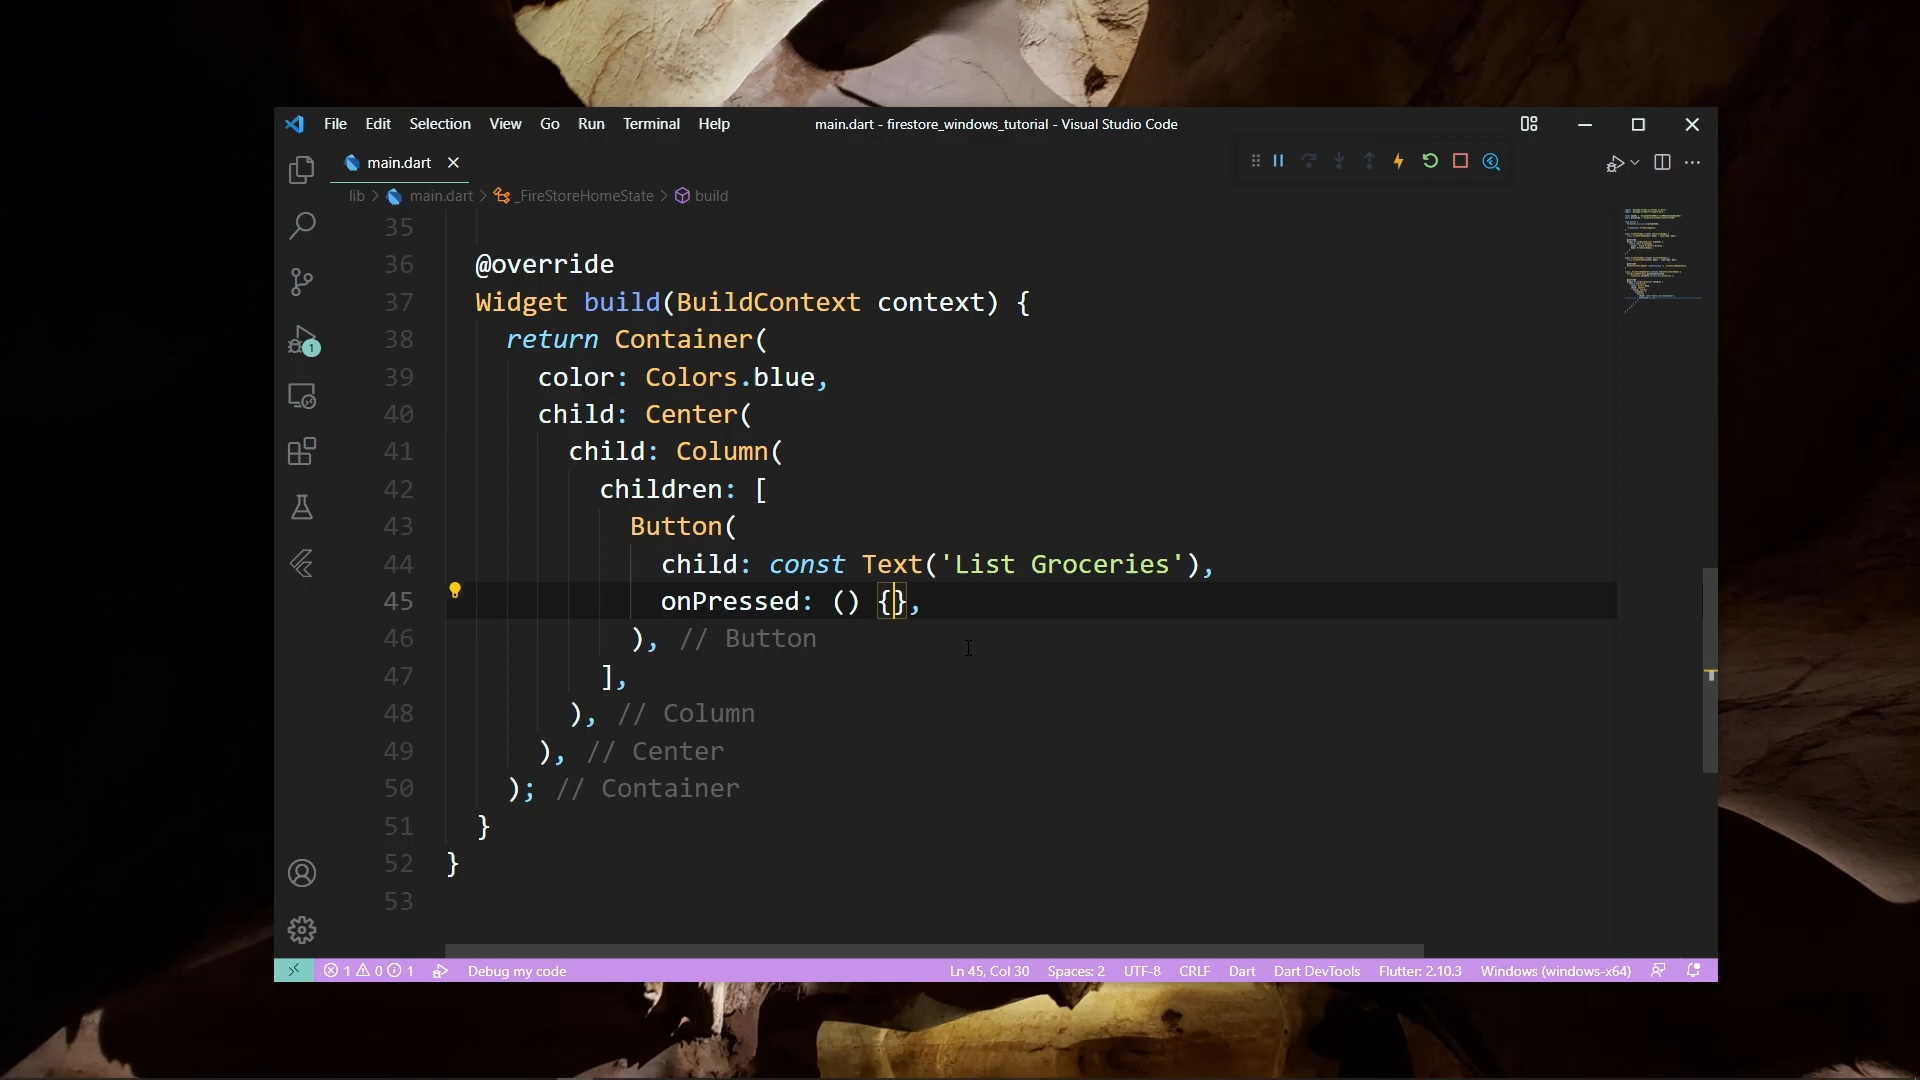 File Edit Selection View Go Run Terminal Help main.dart - firestore_windows_tutorial - Visual Studio Code
main.dart
lib > main.dart > _FireStoreHomeState > build
35
36 @override
37 Widget build(BuildContext context) {
38 return Container(
39 color: Colors.blue,
40 child: Center(
41 child: Column(
42 children: [
43 Button(
44 child: const Text('List Groceries'),
45 onPressed: () {},
46 ), // Button
47 ],
48 ), // Column
49 ), // Center
50 ); // Container
51 }
52 }
53
1
1 0 1 Debug my code Ln 45, Col 30 Spaces: 2 UTF-8 CRLF Dart Dart DevTools Flutter: 2.10.3 Windows (windows-x64)